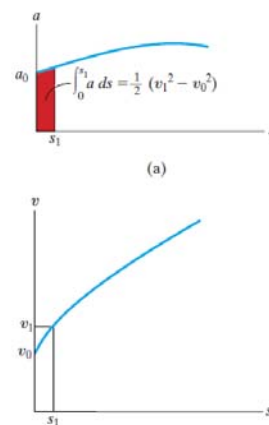 a
a₀
∫₀^{s₁} a ds = ½ (v₁² − v₀²)
s₁
(a)
v
v₁
v₀
s₁
s